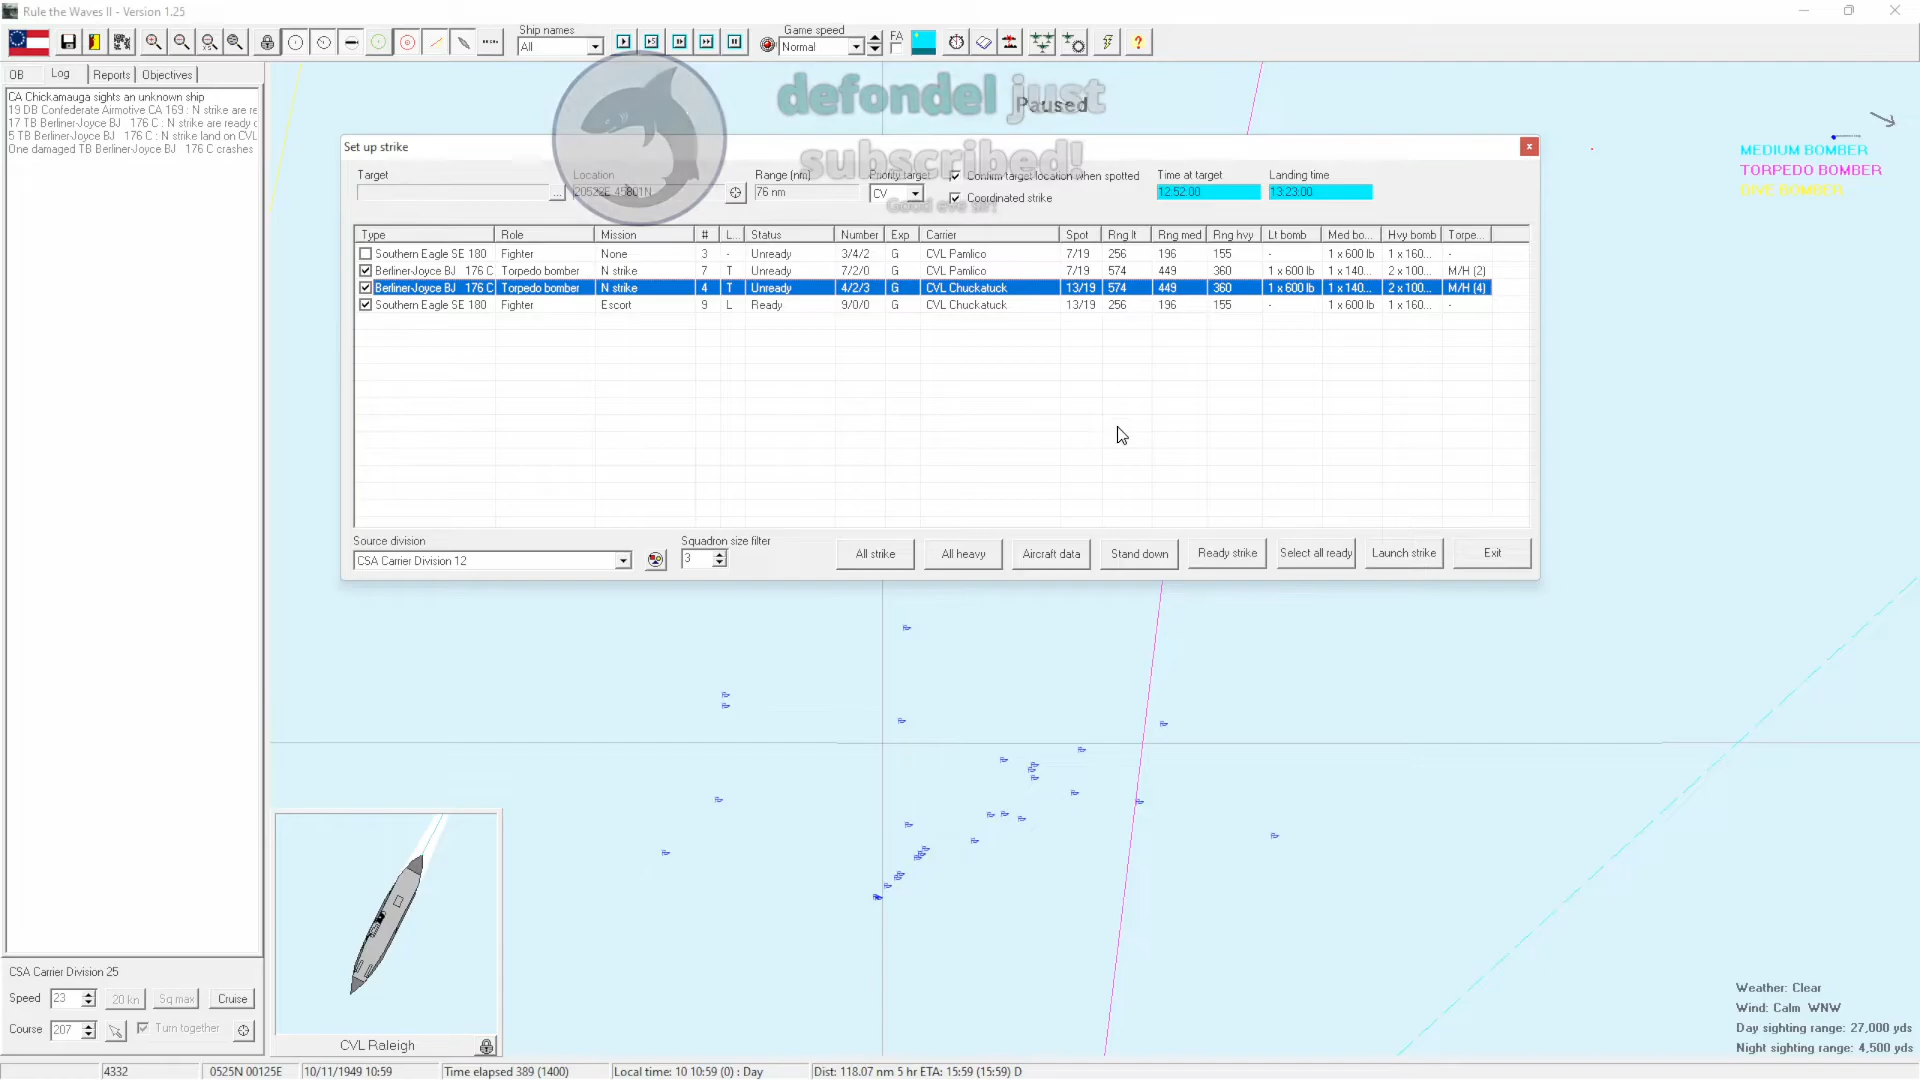 Rule the Waves II - Version 1.25
Ship names
All
Game speed
Normal
FA
OB Log Reports Objectives
CA Chickamauga sights an unknown ship
19 DB Confederate Airmotive CA 169 : N strike are re
17 TB Berliner-Joyce BJ 176 C : N strike are ready
5 TB Berliner-Joyce BJ 176 C : N strike land on CVL
One damaged TB Berliner-Joyce BJ 176 C crashes
defondel just
subscribed!
Good eve sir!
Paused
MEDIUM BOMBER
TORPEDO BOMBER
DIVE BOMBER
Set up strike
Target Location Range (nm) Priority target Confirm target location when spotted Time at target Landing time
76 nm CV Coordinated strike 12:52:00 13:23:00
Type Role Mission # L... Status Number Exp Carrier Spot Rng lt Rng med Rng hvy Lt bomb Med bo... Hvy bomb Torpe...
Southern Eagle SE 180 Fighter None 3 - Unready 3/4/2 G CVL Pamlico 7/19 256 196 155 - 1 x 600 lb 1 x 160... -
Berliner-Joyce BJ 176 C Torpedo bomber N strike 7 T Unready 7/2/0 G CVL Pamlico 7/19 574 449 360 1 x 600 lb 1 x 140... 2 x 100... M/H (2)
Berliner-Joyce BJ 176 C Torpedo bomber N strike 4 T Unready 4/2/3 G CVL Chuckatuck 13/19 574 449 360 1 x 600 lb 1 x 140... 2 x 100... M/H (4)
Southern Eagle SE 180 Fighter Escort 9 L Ready 9/0/0 G CVL Chuckatuck 13/19 256 196 155 - 1 x 600 lb 1 x 160... -
Source division
CSA Carrier Division 12
Squadron size filter
3
All strike All heavy Aircraft data Stand down Ready strike Select all ready Launch strike Exit
CSA Carrier Division 25
Speed 23 20 kn Sq max Cruise
Course 207 Turn together
CVL Raleigh
Weather: Clear
Wind: Calm WNW
Day sighting range: 27,000 yds
Night sighting range: 4,500 yds
4332 0525N 00125E 10/11/1949 10:59 Time elapsed 389 (1400) Local time: 10 10:59 (0) : Day Dist: 118.07 nm 5 hr ETA: 15:59 (15:59) D